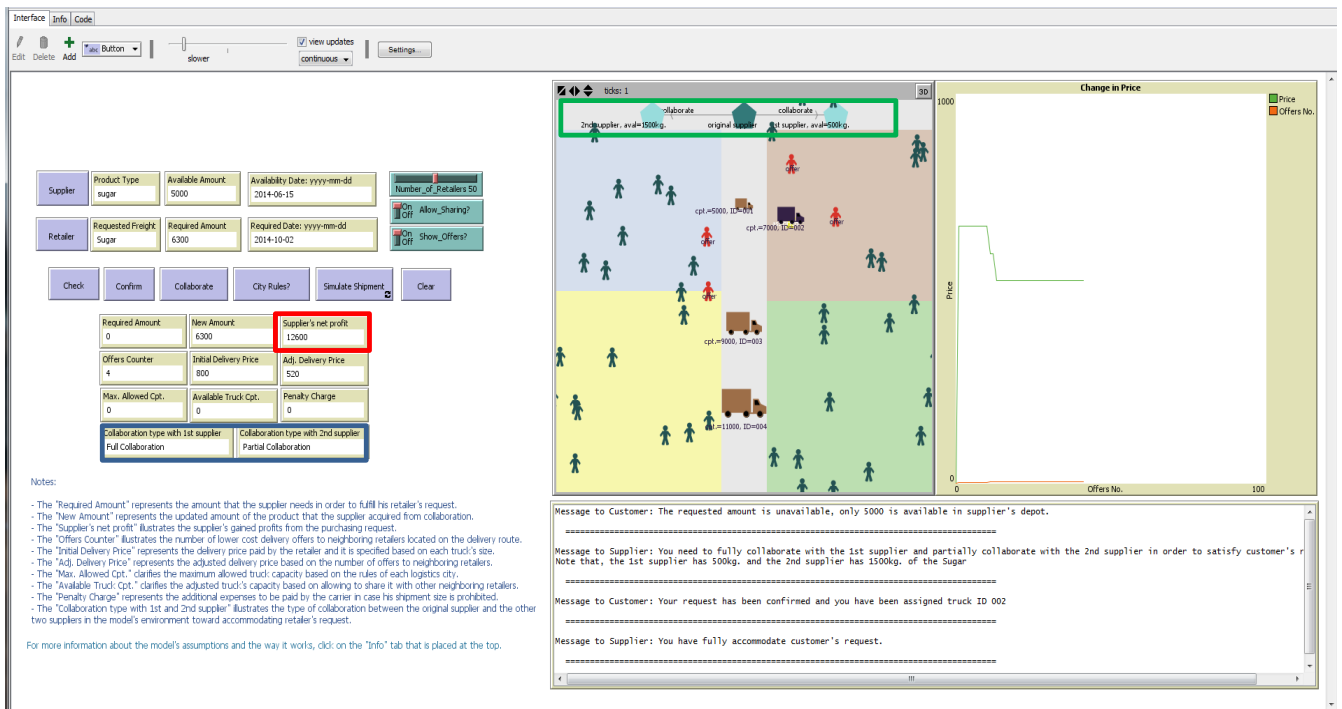 Interface Info Code
Edit Delete Add
abc Button
slower
view updates
continuous
Settings...
Supplier
Product Type
sugar
Available Amount
5000
Availability Date: yyyy-mm-dd
2014-06-15
Number_of_Retailers 50
On
Off
Allow_Sharing?
Retailer
Requested Freight
Sugar
Required Amount
6300
Required Date: yyyy-mm-dd
2014-10-02
On
Off
Show_Offers?
Check
Confirm
Collaborate
City Rules?
Simulate Shipment
Clear
Required Amount
0
New Amount
6300
Supplier's net profit
12600
Offers Counter
4
Initial Delivery Price
800
Adj. Delivery Price
520
Max. Allowed Cpt.
0
Available Truck Cpt.
0
Penalty Charge
0
Collaboration type with 1st supplier
Full Collaboration
Collaboration type with 2nd supplier
Partial Collaboration
Notes:
- The "Required Amount" represents the amount that the supplier needs in order to fulfill his retailer's request.
- The "New Amount" represents the updated amount of the product that the supplier acquired from collaboration.
- The "Supplier's net profit" illustrates the supplier's gained profits from the purchasing request.
- The "Offers Counter" illustrates the number of lower cost delivery offers to neighboring retailers located on the delivery route.
- The "Initial Delivery Price" represents the delivery price paid by the retailer and it is specified based on each truck's size.
- The "Adj. Delivery Price" represents the adjusted delivery price based on the number of offers to neighboring retailers.
- The "Max. Allowed Cpt." clarifies the maximum allowed truck capacity based on the rules of each logistics city.
- The "Available Truck Cpt." clarifies the adjusted truck's capacity based on allowing to share it with other neighboring retailers.
- The "Penalty Charge" represents the additional expenses to be paid by the carrier in case his shipment size is prohibited.
- The "Collaboration type with 1st and 2nd supplier" illustrates the type of collaboration between the original supplier and the other
two suppliers in the model's environment toward accommodating retailer's request.
For more information about the model's assumptions and the way it works, click on the "Info" tab that is placed at the top.
ticks: 1
3D
collaborate
collaborate
2nd supplier, aval=1500kg.
original supplier
1st supplier, aval=500kg.
offer
cpt.=5000, ID=001
cpt.=7000, ID=002
offer
offer
offer
cpt.=9000, ID=003
cpt.=11000, ID=004
Change in Price
1000
Price
0
0
Offers No.
100
Price
Offers No.
Message to Customer: The requested amount is unavailable, only 5000 is available in supplier's depot.
Message to Supplier: You need to fully collaborate with the 1st supplier and partially collaborate with the 2nd supplier in order to satisfy customer's r
Note that, the 1st supplier has 500kg. and the 2nd supplier has 1500kg. of the Sugar
Message to Customer: Your request has been confirmed and you have been assigned truck ID 002
Message to Supplier: You have fully accommodate customer's request.